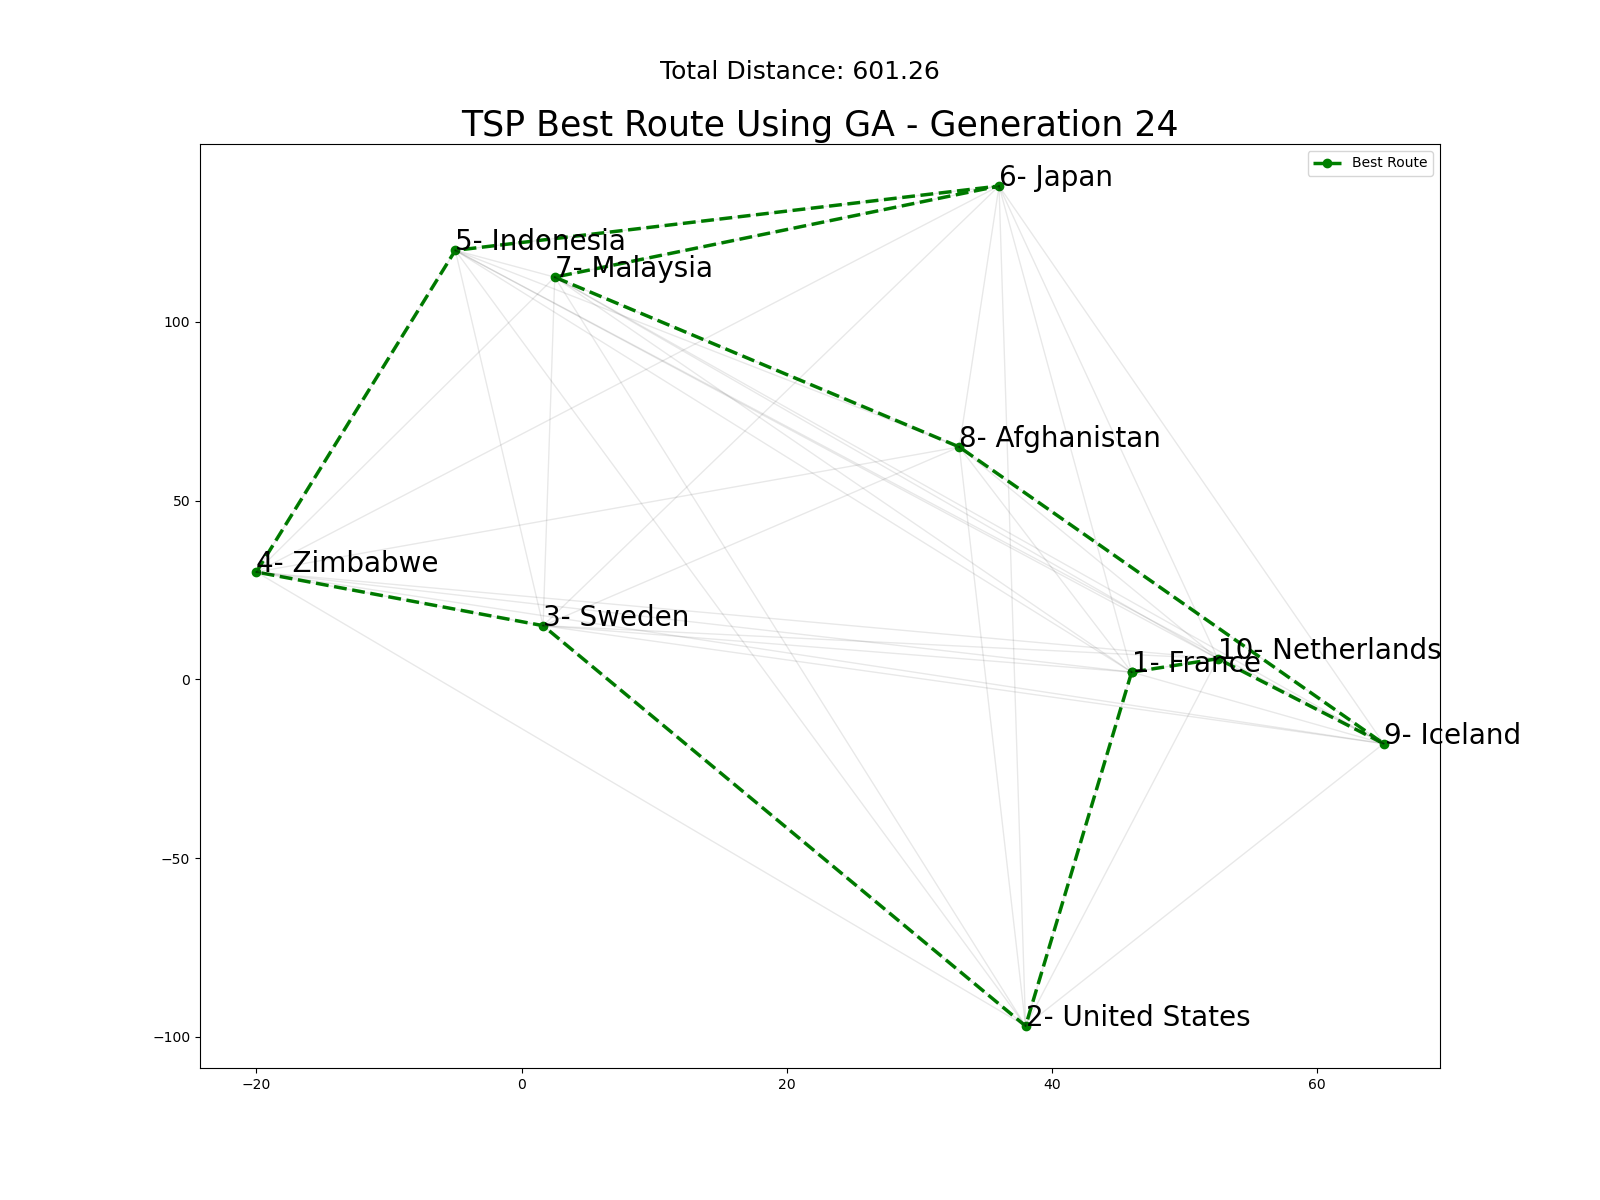 Total Distance: 601.26
TSP Best Route Using GA - Generation 24
Best Route
6- Japan
5- Indonesia
7- Malaysia
100
8- Afghanistan
50
4- Zimbabwe
3- Sweden
10- Netherlands
1- France
0
9- Iceland
−50
2- United States
−100
−20 0 20 40 60